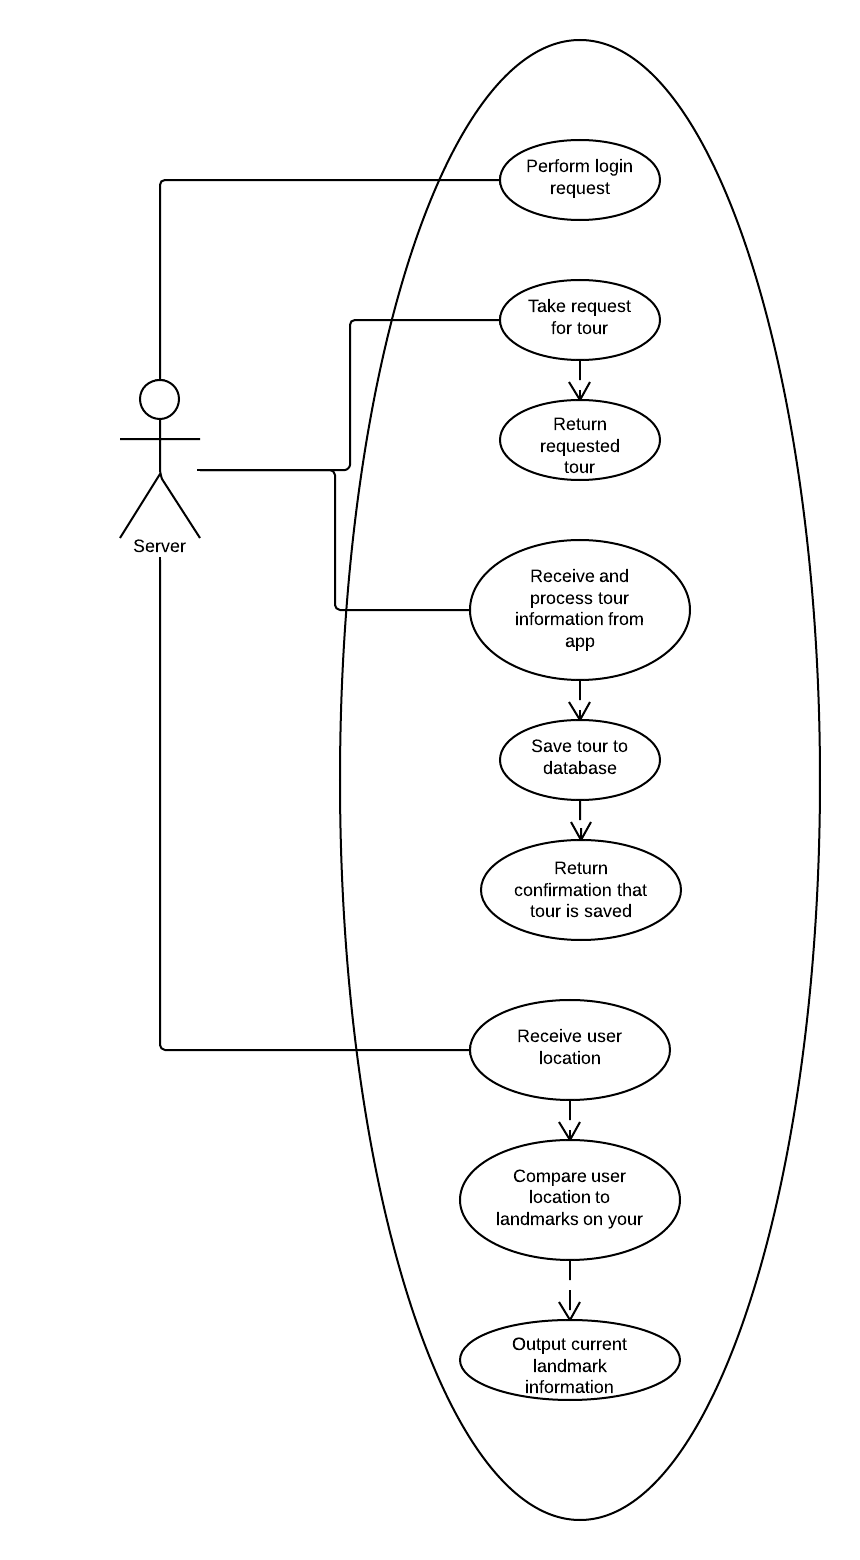 Perform login
request
Take request
for tour
Return
requested
tour
Server
Receive and
process tour
information from
app
Save tour to
database
Return
confirmation that
tour is saved
Receive user
location
Compare user
location to
landmarks on your
Output current
landmark
information